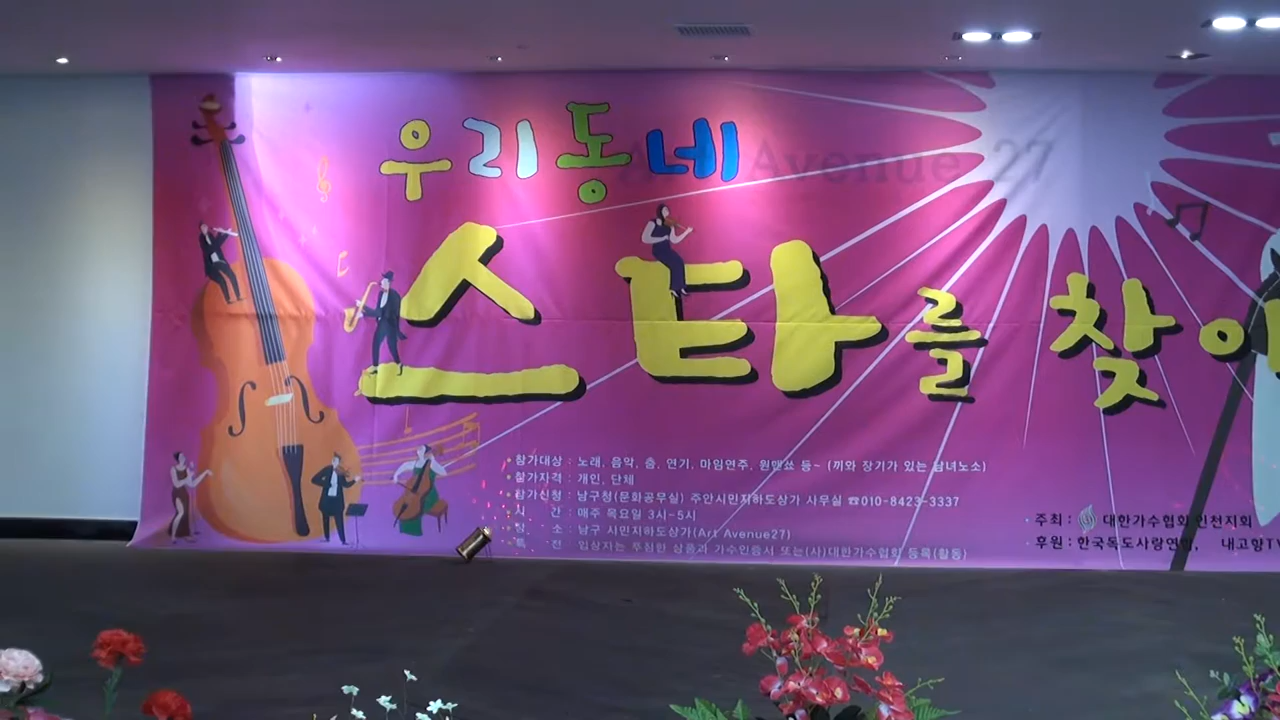 우리동네
Art Avenue 27
스타를 찾아
참가대상 : 노래, 음악, 춤, 연기, 마임연주, 원맨쑈 등~ (끼와 장기가 있는 남녀노소)
참가자격 : 개인, 단체
참가신청 : 남구청(문화공무실) 주안시민지하도상가 사무실 ☎010-8423-3337
시 간 : 매주 목요일 3시~5시
장 소 : 남구 시민지하도상가(Art Avenue27)
특 전 입상자는 푸짐한 상품과 가수인증서 또는(사)대한가수협회 등록(활동)
주최 : 대한가수협회 인천지회
후원 : 한국독도사랑연합, 내고향TV